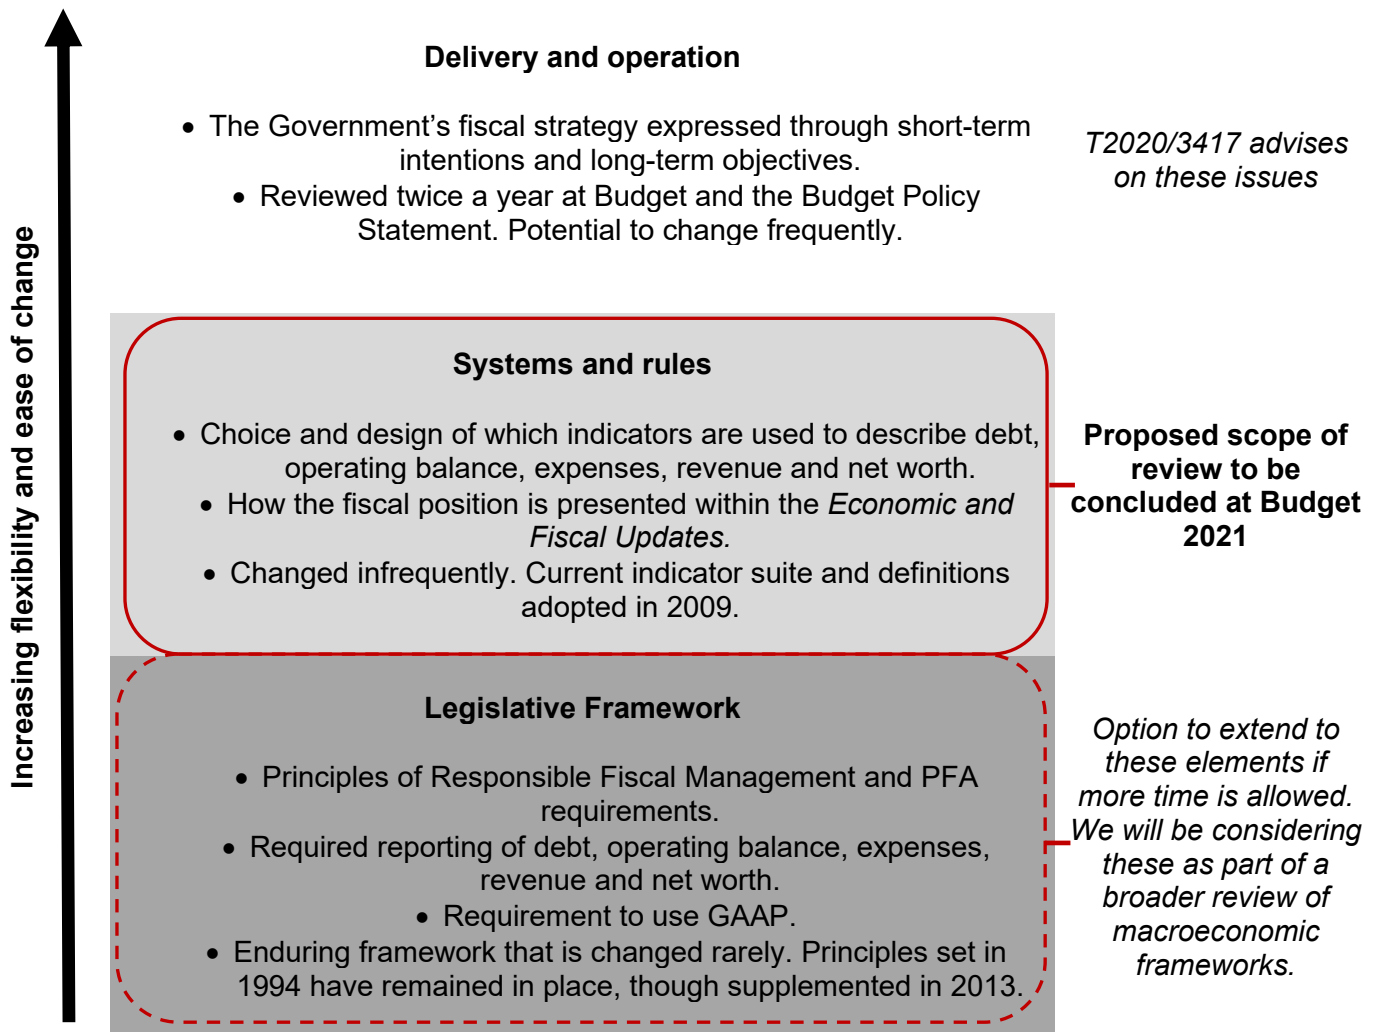 Increasing flexibility and ease of change
Delivery and operation
• The Government’s fiscal strategy expressed through short-term
intentions and long-term objectives.
• Reviewed twice a year at Budget and the Budget Policy
Statement. Potential to change frequently.
T2020/3417 advises
on these issues
Systems and rules
• Choice and design of which indicators are used to describe debt,
operating balance, expenses, revenue and net worth.
• How the fiscal position is presented within the Economic and
Fiscal Updates.
• Changed infrequently. Current indicator suite and definitions
adopted in 2009.
Proposed scope of
review to be
concluded at Budget
2021
Legislative Framework
• Principles of Responsible Fiscal Management and PFA
requirements.
• Required reporting of debt, operating balance, expenses,
revenue and net worth.
• Requirement to use GAAP.
• Enduring framework that is changed rarely. Principles set in
1994 have remained in place, though supplemented in 2013.
Option to extend to
these elements if
more time is allowed.
We will be considering
these as part of a
broader review of
macroeconomic
frameworks.